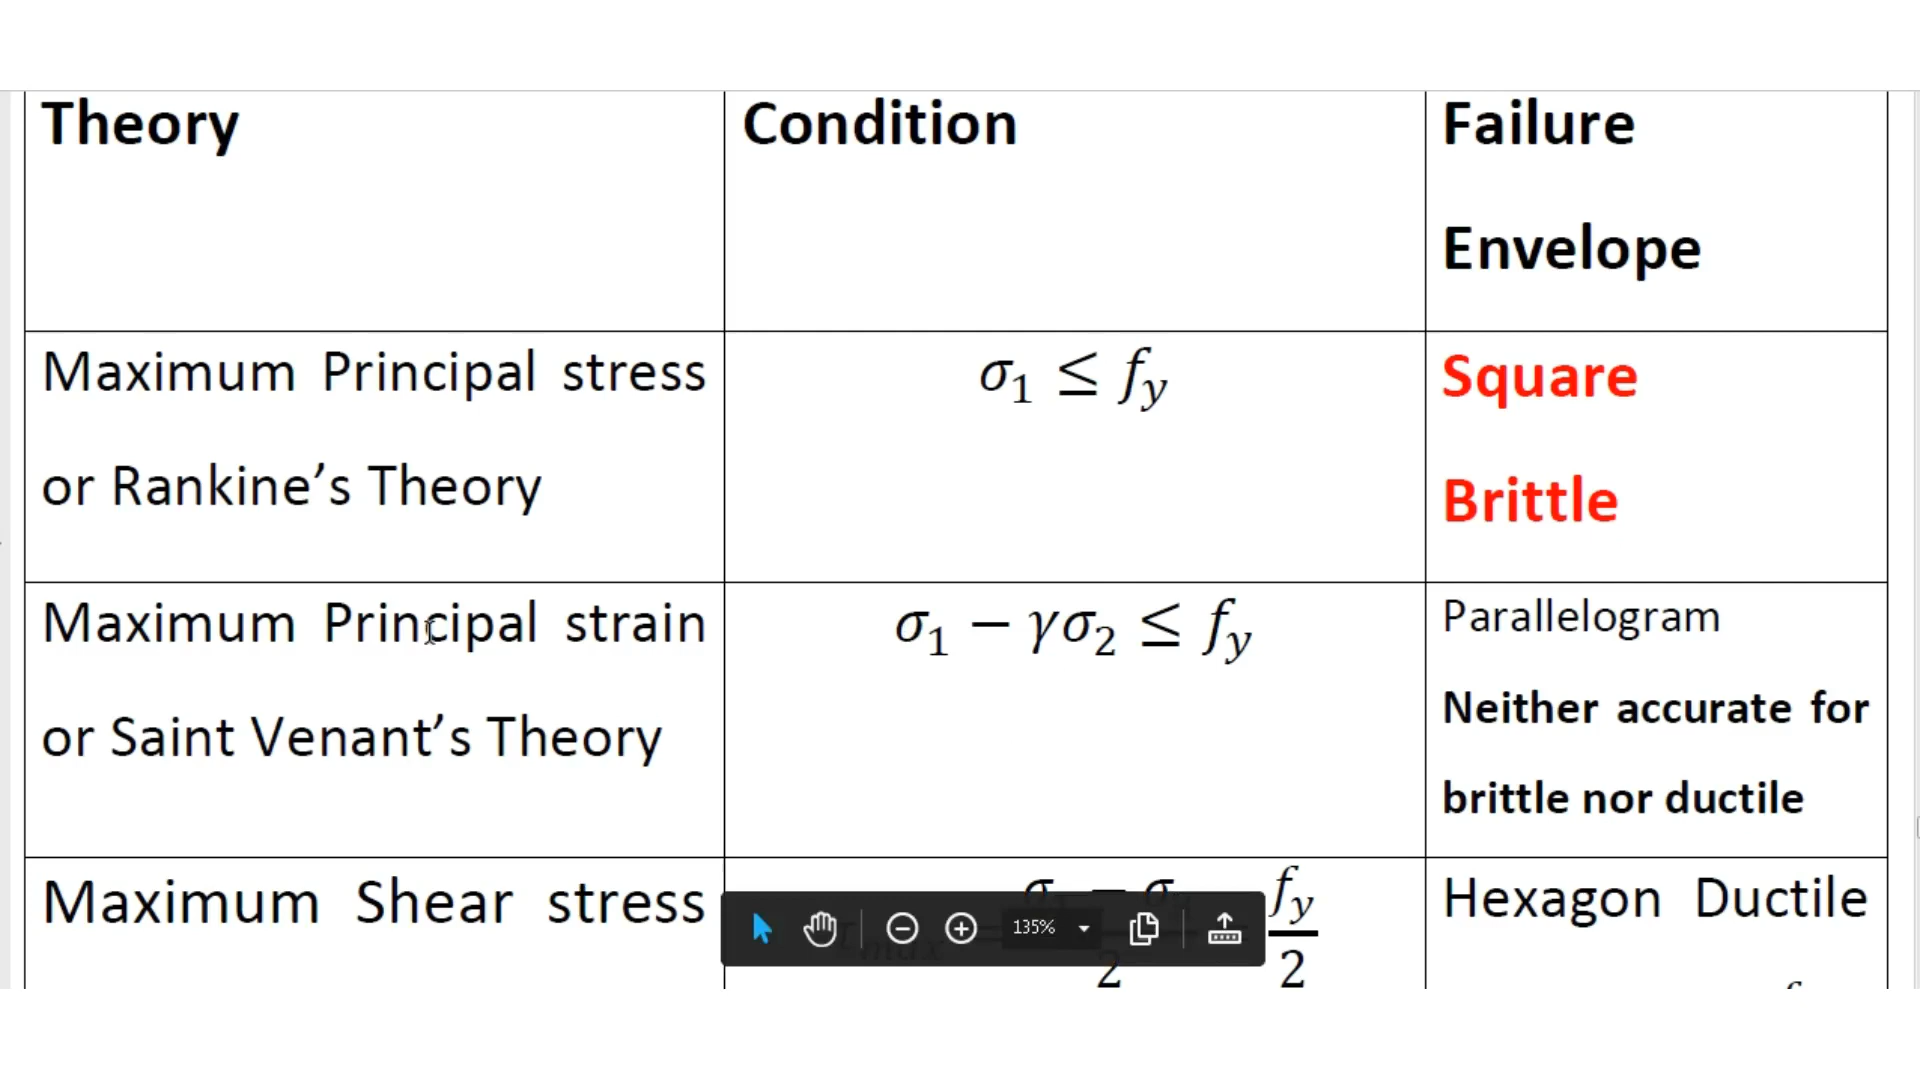 Theory
Condition
Failure
Envelope
Maximum Principal stress
or Rankine's Theory
σ₁ ≤ f_y
Square
Brittle
Maximum Principal strain
or Saint Venant's Theory
σ₁ − γσ₂ ≤ f_y
Parallelogram
Neither accurate for
brittle nor ductile
Maximum Shear stress
f_y
2
2
Hexagon Ductile
135%